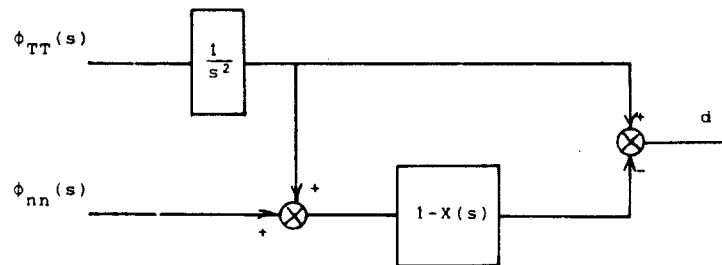 ϕTT(s)
1
s²
+
d
-
ϕnn(s)
+
+
1-X(s)